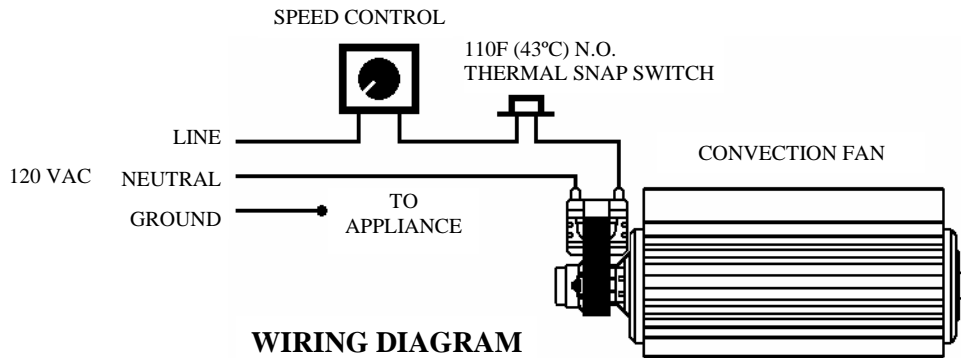 SPEED CONTROL
110F (43ºC) N.O.
THERMAL SNAP SWITCH
LINE
CONVECTION FAN
120 VAC
NEUTRAL
TO
APPLIANCE
GROUND
WIRING DIAGRAM